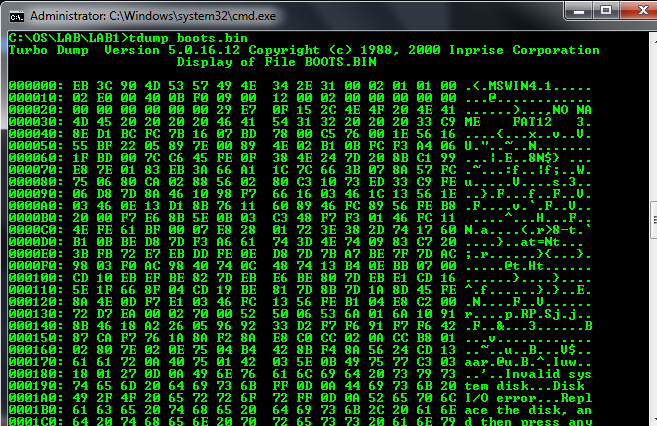 Administrator: C:\Windows\system32\cmd.exe
C:\OS\LAB\LAB1>tdump boots.bin
Turbo Dump  Version 5.0.16.12 Copyright (c) 1988, 2000 Inprise Corporation
Display of File BOOTS.BIN
000000: EB 3C 90 4D 53 57 49 4E  34 2E 31 00 02 01 01 00 .<.MSWIN4.1.....
000010: 02 E0 00 40 0B F0 09 00  12 00 02 00 00 00 00 00 ...@............
000020: 00 00 00 00 00 00 29 E7  0F 15 2C 4E 4F 20 4E 41 ......)...,NO NA
000030: 4D 45 20 20 20 20 46 41  54 31 32 20 20 20 33 C9 ME    FAT12   3.
000040: 8E D1 BC FC 7B 16 07 BD  78 00 C5 76 00 1E 56 16 ....{...x..v..V.
000050: 55 BF 22 05 89 7E 00 89  4E 02 B1 0B FC F3 A4 06 U."..~..N.......
000060: 1F BD 00 7C C6 45 FE 0F  38 4E 24 7D 20 8B C1 99 ...|.E..8N$} ...
000070: E8 7E 01 83 EB 3A 66 A1  1C 7C 66 3B 07 8A 57 FC .~...:f..|f;..W.
000080: 75 06 80 CA 02 88 56 02  80 C3 10 73 ED 33 C9 FE u.....V....s.3..
000090: 06 D8 7D 8A 46 10 98 F7  66 16 03 46 1C 13 56 1E ..}.F...f..F..V.
0000A0: 03 46 0E 13 D1 8B 76 11  60 89 46 FC 89 56 FE B8 .F....v.`.F..V..
0000B0: 20 00 F7 E6 8B 5E 0B 03  C3 48 F7 F3 01 46 FC 11  ....^...H...F..
0000C0: 4E FE 61 BF 00 07 E8 28  01 72 3E 38 2D 74 17 60 N.a....(.r>8-t.`
0000D0: B1 0B BE D8 7D F3 A6 61  74 3D 4E 74 09 83 C7 20 ....}..at=Nt...
0000E0: 3B FB 72 E7 EB DD FE 0E  D8 7D 7B A7 BE 7F 7D AC ;.r......}{...}.
0000F0: 98 03 F0 AC 98 40 74 0C  48 74 13 B4 0E BB 07 00 .....@t.Ht......
000100: CD 10 EB EF BE 82 7D EB  E6 BE 80 7D EB E1 CD 16 ......}....}....
000110: 5E 1F 66 8F 04 CD 19 BE  81 7D 8B 7D 1A 8D 45 FE ^.f......}.}..E.
000120: 8A 4E 0D F7 E1 03 46 FC  13 56 FE B1 04 E8 C2 00 .N....F..V......
000130: 72 D7 EA 00 02 70 00 52  50 06 53 6A 01 6A 10 91 r....p.RP.Sj.j..
000140: 8B 46 18 A2 26 05 96 92  33 D2 F7 F6 91 F7 F6 42 .F..&...3......B
000150: 87 CA F7 76 1A 8A F2 8A  E8 C0 CC 02 0A CC B8 01 ...v............
000160: 02 80 7E 02 0E 75 04 B4  42 8B F4 8A 56 24 CD 13 ..~..u..B...V$..
000170: 61 61 72 0A 40 75 01 42  03 5E 0B 49 75 77 C3 03 aar.@u.B.^.Iuw..
000180: 18 01 27 0D 0A 49 6E 76  61 6C 69 64 20 73 79 73 ..'..Invalid sys
000190: 74 65 6D 20 64 69 73 6B  FF 0D 0A 44 69 73 6B 20 tem disk...Disk
0001A0: 49 2F 4F 20 65 72 72 6F  72 FF 0D 0A 52 65 70 6C I/O error...Repl
0001B0: 61 63 65 20 74 68 65 20  64 69 73 6B 2C 20 61 6E ace the disk, an
0001C0: 64 20 74 68 65 6E 20 70  72 65 73 73 20 61 6E 79 d then press any